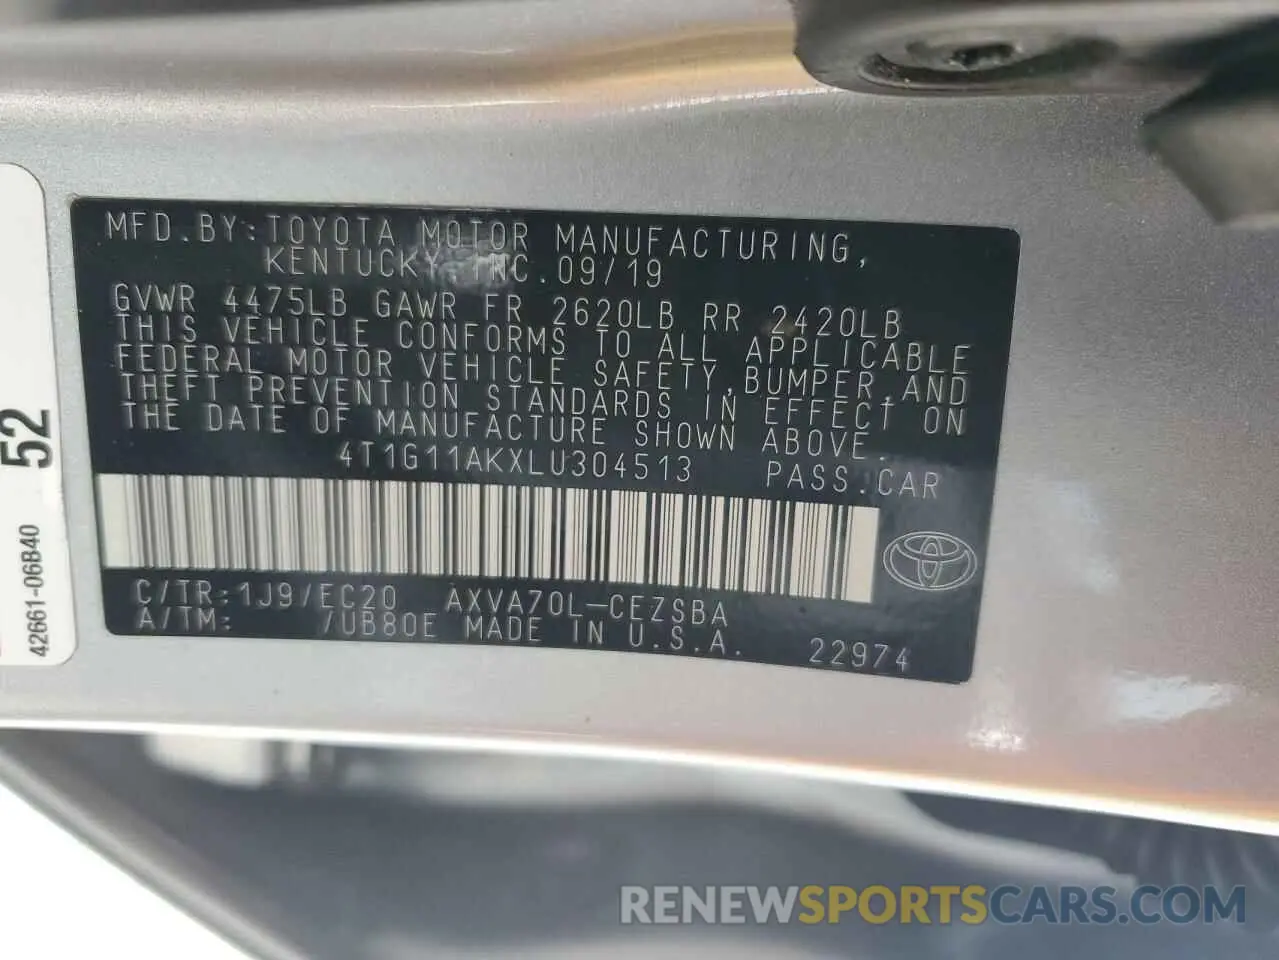 MFD.BY:TOYOTA MOTOR MANUFACTURING,
KENTUCKY, INC. 09/19
GVWR 4475LB GAWR FR 2620LB RR 2420LB
THIS VEHICLE CONFORMS TO ALL APPLICABLE
FEDERAL MOTOR VEHICLE SAFETY, BUMPER, AND
THEFT PREVENTION STANDARDS IN EFFECT ON
THE DATE OF MANUFACTURE SHOWN ABOVE.
4T1G11AKXLU304513 PASS.CAR
C/TR:1J9/EC20 AXVA70L-CEZSBA
A/TM: /UB80E MADE IN U.S.A. 22974
52
42661-06B40
RENEWSPORTSCARS.COM